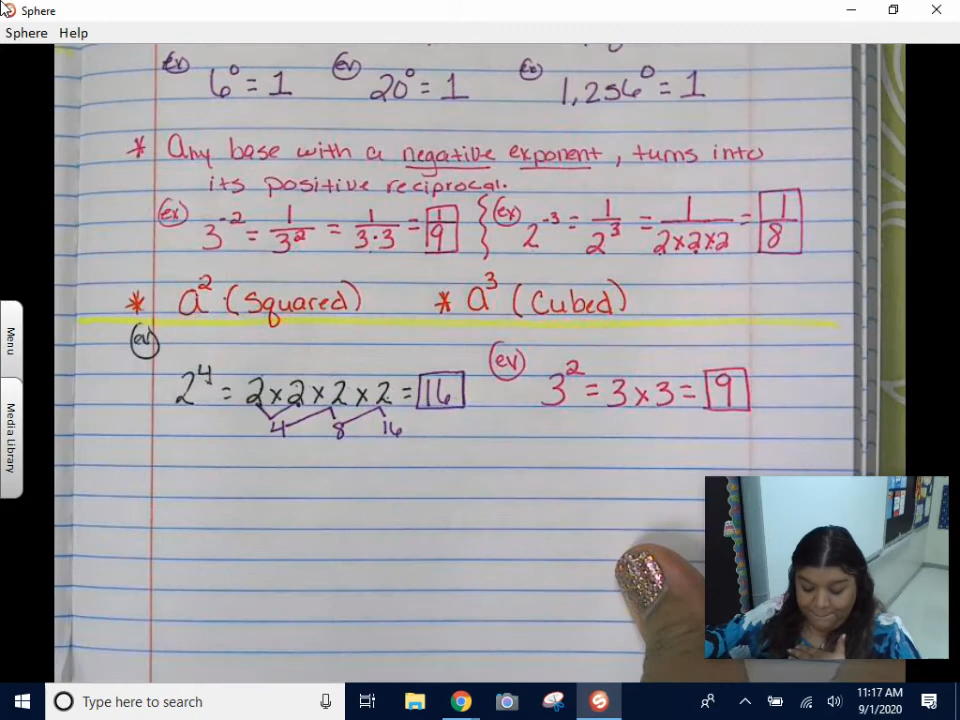 Sphere
Sphere Help
Ex 6⁰ = 1 Ex 20⁰ = 1 Ex 1,256⁰ = 1
* Any base with a negative exponent, turns into
its positive reciprocal.
Ex 3⁻² = 1/3² = 1/3·3 = 1/9 { Ex 2⁻³ = 1/2³ = 1/2×2×2 = 1/8
* a² (Squared) * a³ (Cubed)
Ex
2⁴ = 2×2×2×2 = 16 Ex 3² = 3×3 = 9
4 8 16
Menu
Media Library
Type here to search
11:17 AM
9/1/2020